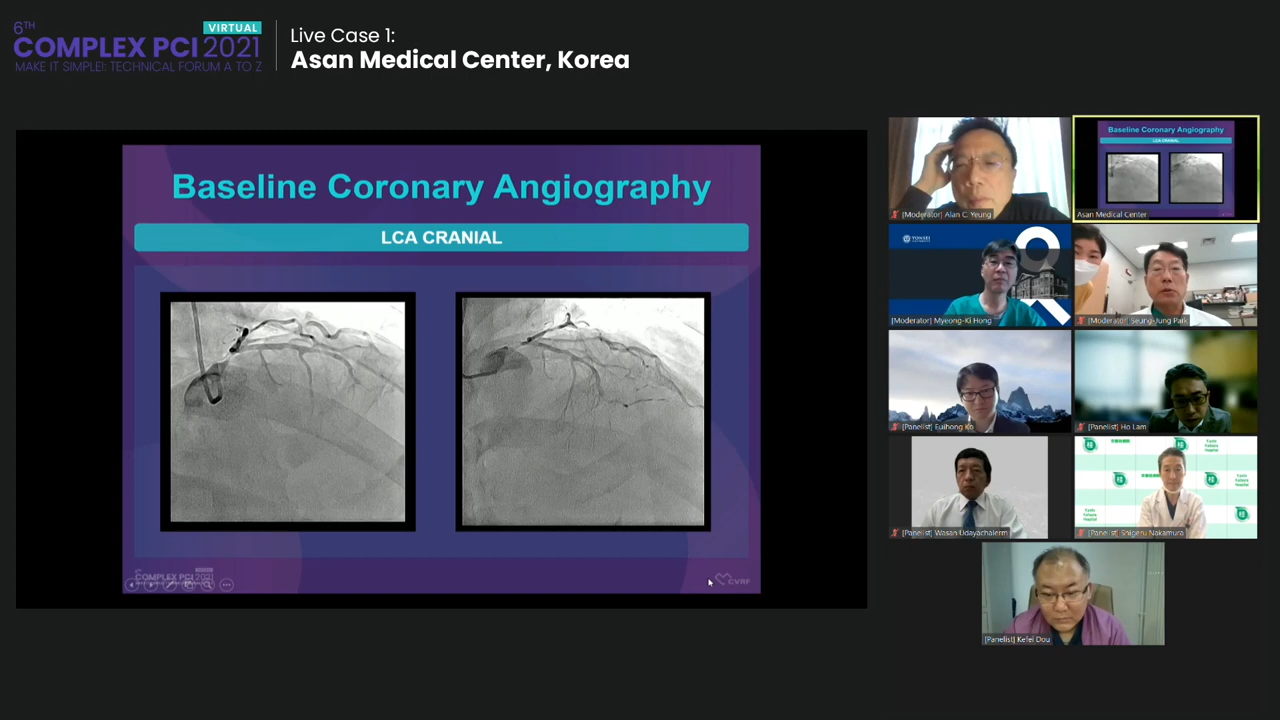 6TH
VIRTUAL
COMPLEX PCI 2021
MAKE IT SIMPLE!: TECHNICAL FORUM A TO Z
Live Case 1:
Asan Medical Center, Korea
Baseline Coronary Angiography
LCA CRANIAL
COMPLEX PCI 2021
CVRF
[Moderator] Alan C. Yeung
Baseline Coronary Angiography
LCA CRANIAL
Asan Medical Center
YONSEI
[Moderator] Myeong-Ki Hong
[Moderator] Seung-Jung Park
[Panelist] Euihong Ko
[Panelist] Ho Lam
[Panelist] Wasan Udayachalerm
[Panelist] Shigeru Nakamura
[Panelist] Kefei Dou